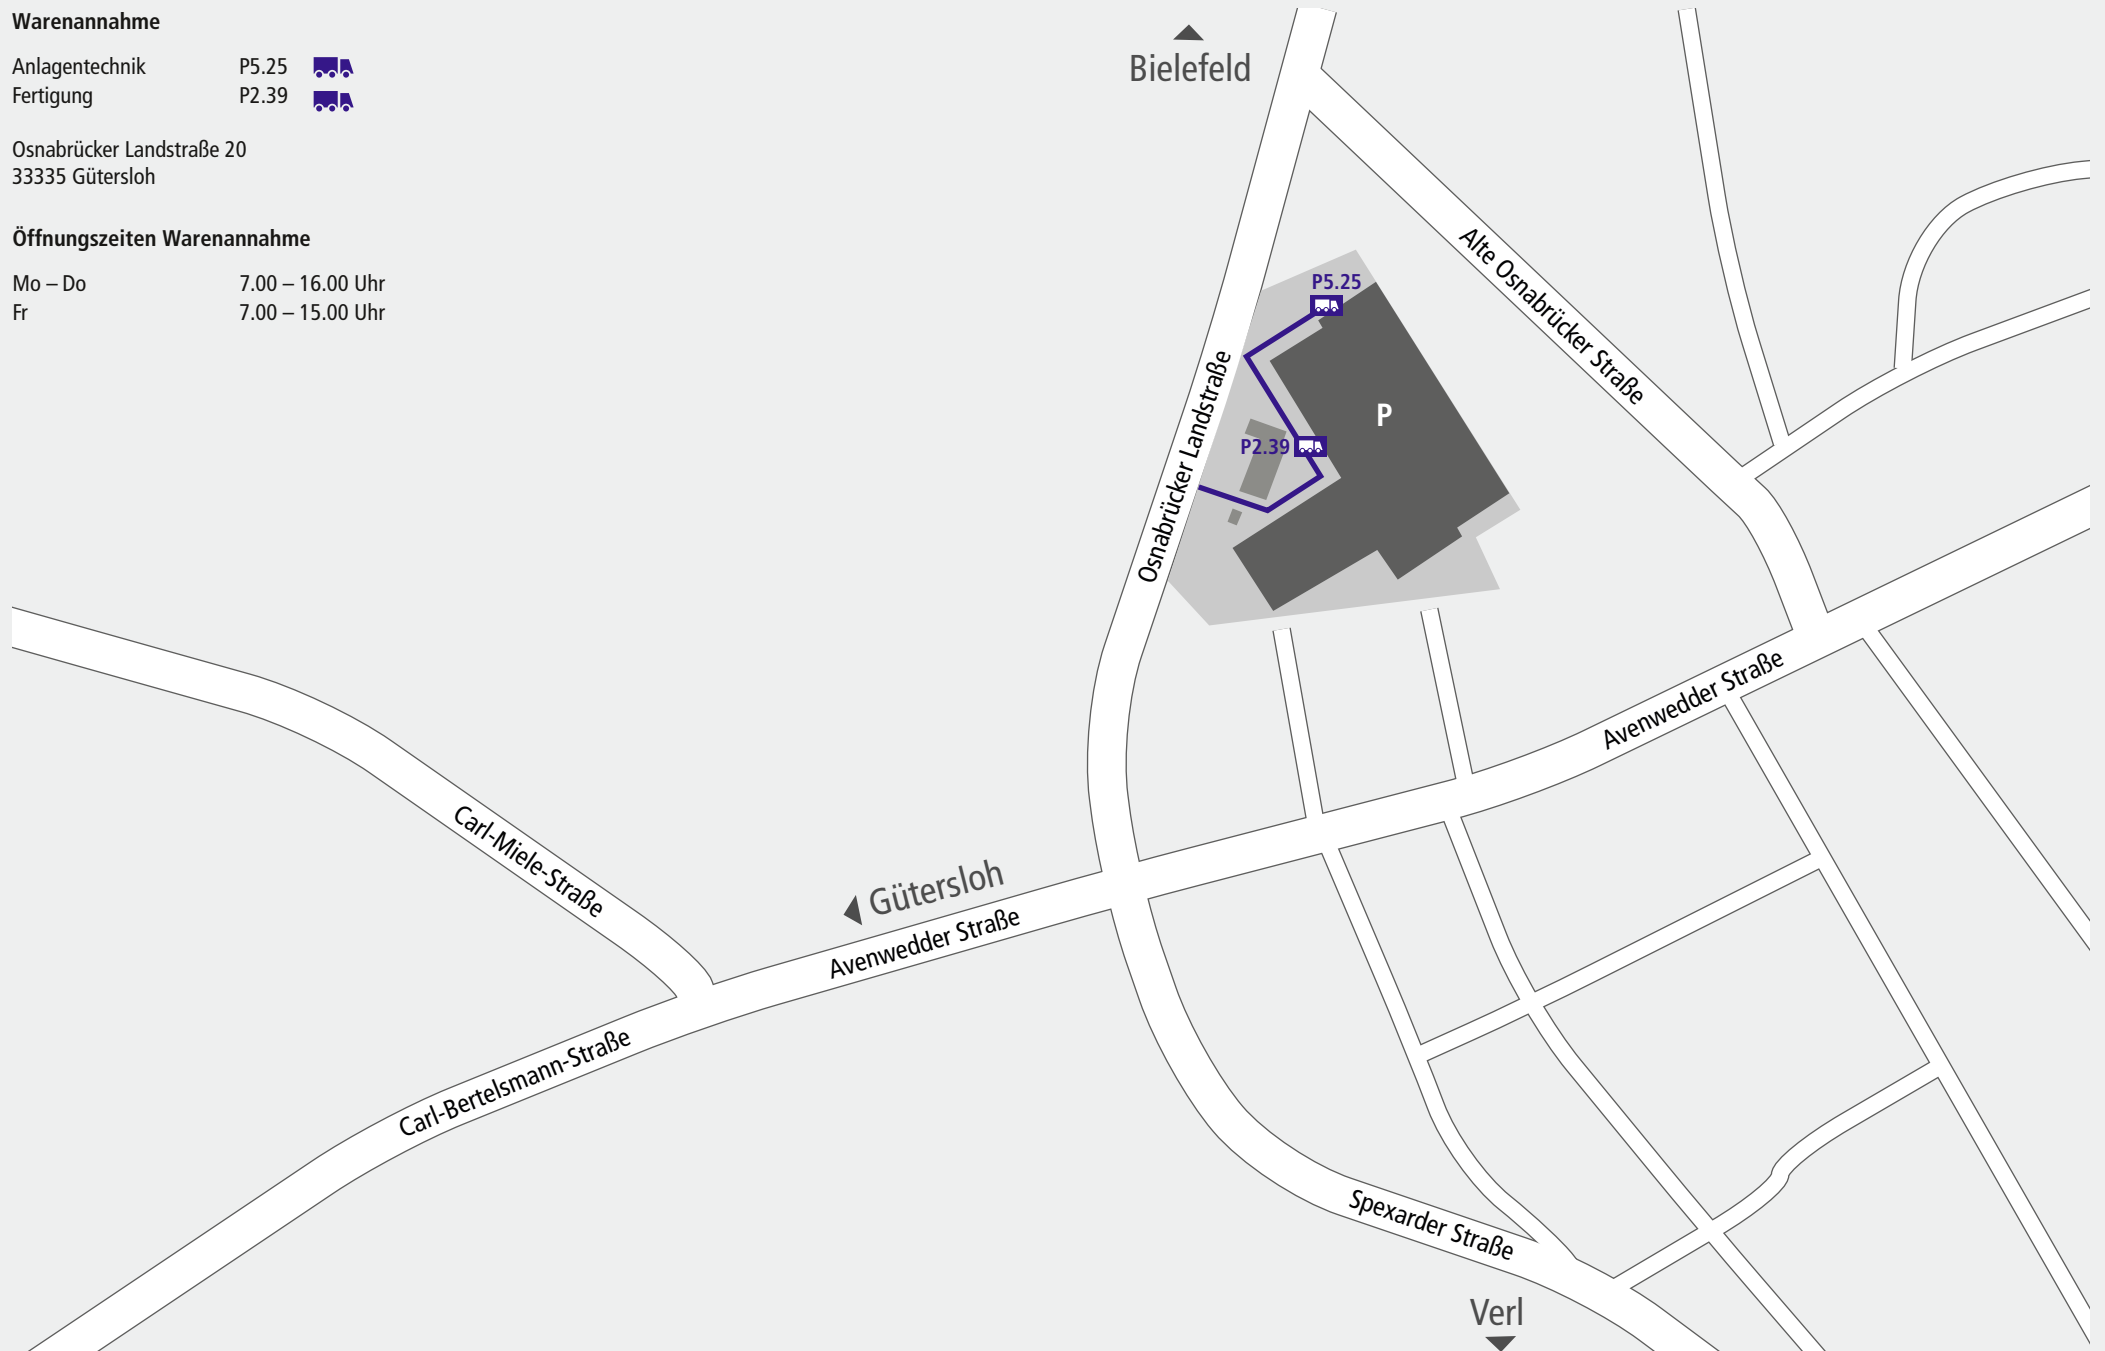 Warenannahme
Anlagentechnik P5.25
Fertigung P2.39
Osnabrücker Landstraße 20
33335 Gütersloh
Öffnungszeiten Warenannahme
Mo – Do 7.00 – 16.00 Uhr
Fr 7.00 – 15.00 Uhr
Bielefeld
Alte Osnabrücker Straße
P5.25
Osnabrücker Landstraße
P
P2.39
Avenwedder Straße
Carl-Miele-Straße
Gütersloh
Avenwedder Straße
Carl-Bertelsmann-Straße
Spexarder Straße
Verl